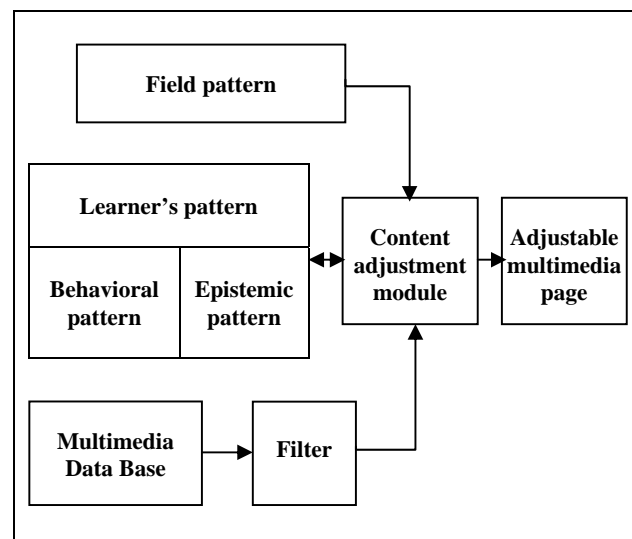 Field pattern
Learner's pattern
Behavioral
pattern
Epistemic
pattern
Content
adjustment
module
Adjustable
multimedia
page
Multimedia
Data Base
Filter